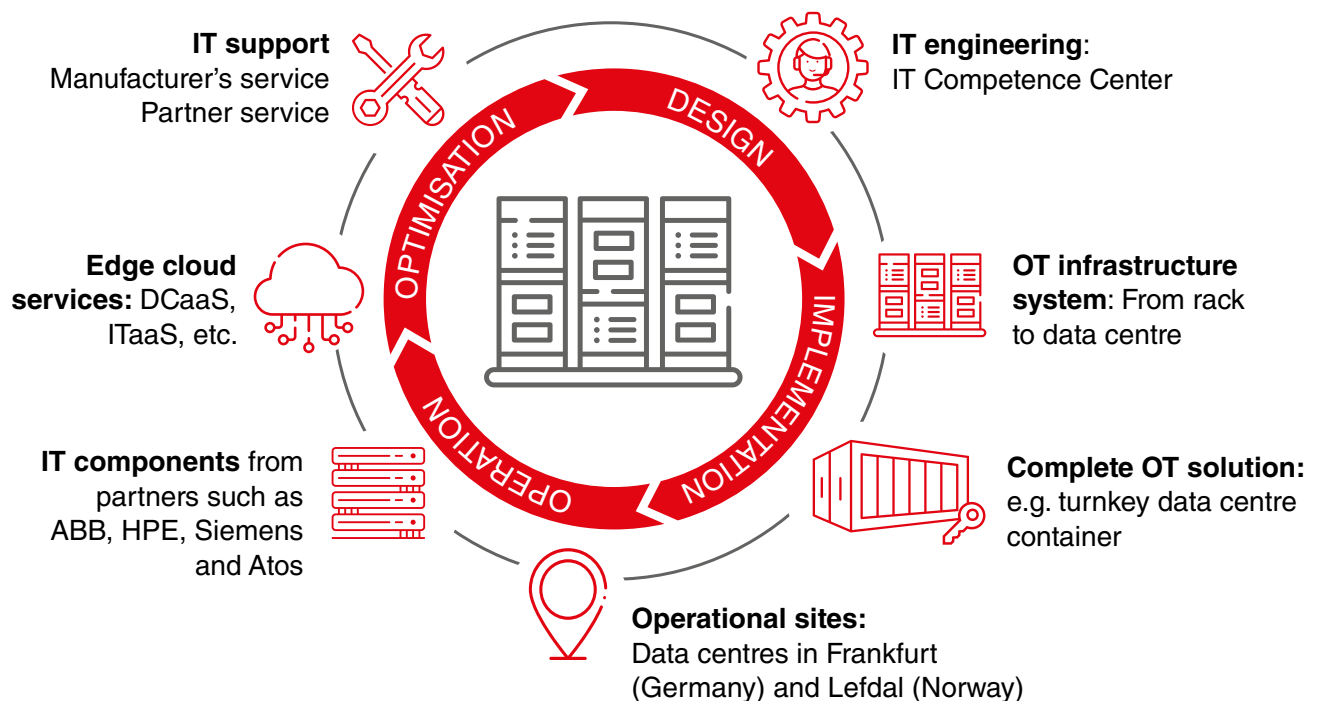 IT support
Manufacturer's service
Partner service
IT engineering:
IT Competence Center
OPTIMISATION
DESIGN
IMPLEMENTATION
OPERATION
Edge cloud
services: DCaaS,
ITaaS, etc.
OT infrastructure
system: From rack
to data centre
IT components from
partners such as
ABB, HPE, Siemens
and Atos
Complete OT solution:
e.g. turnkey data centre
container
Operational sites:
Data centres in Frankfurt
(Germany) and Lefdal (Norway)